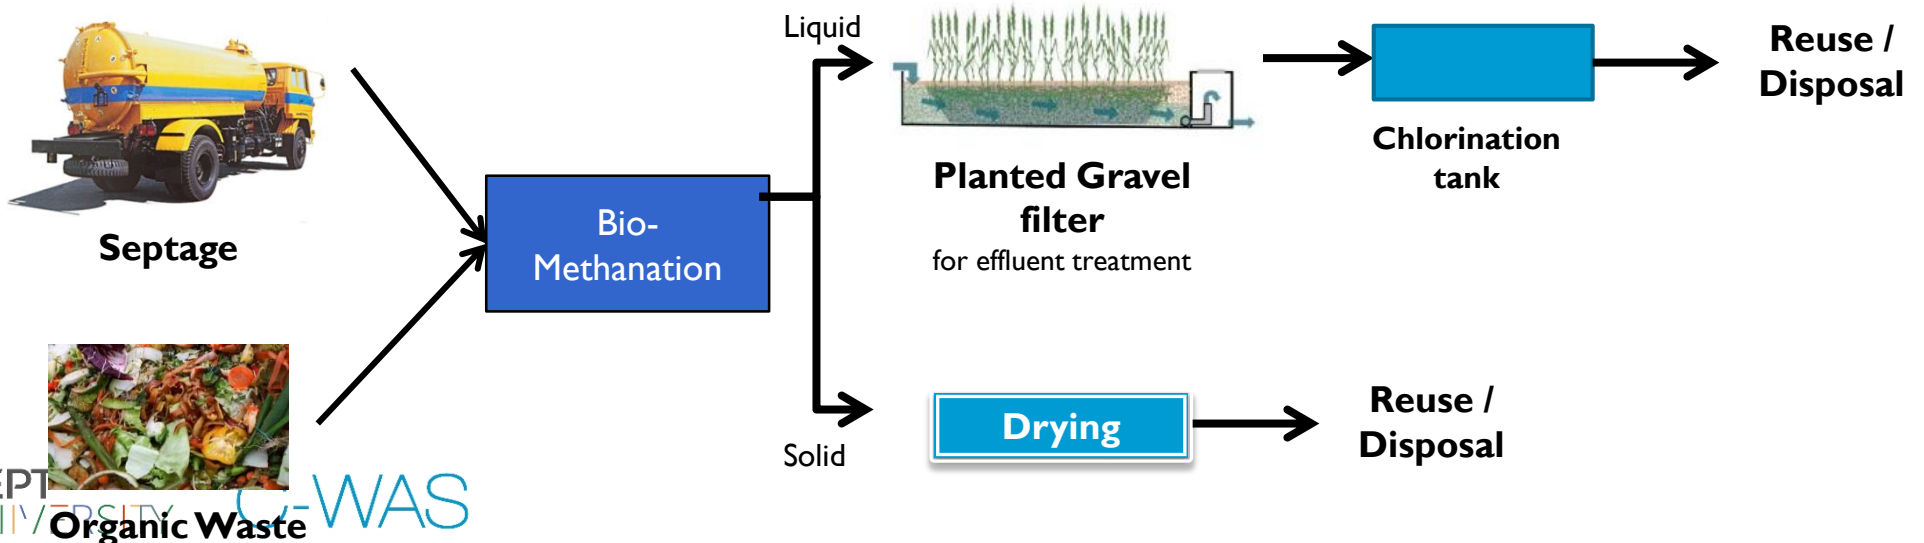 Liquid
Reuse /
Disposal
Chlorination
tank
Planted Gravel
filter
for effluent treatment
Septage
Bio-
Methanation
Drying
Reuse /
Disposal
Solid
Organic Waste
-WAS